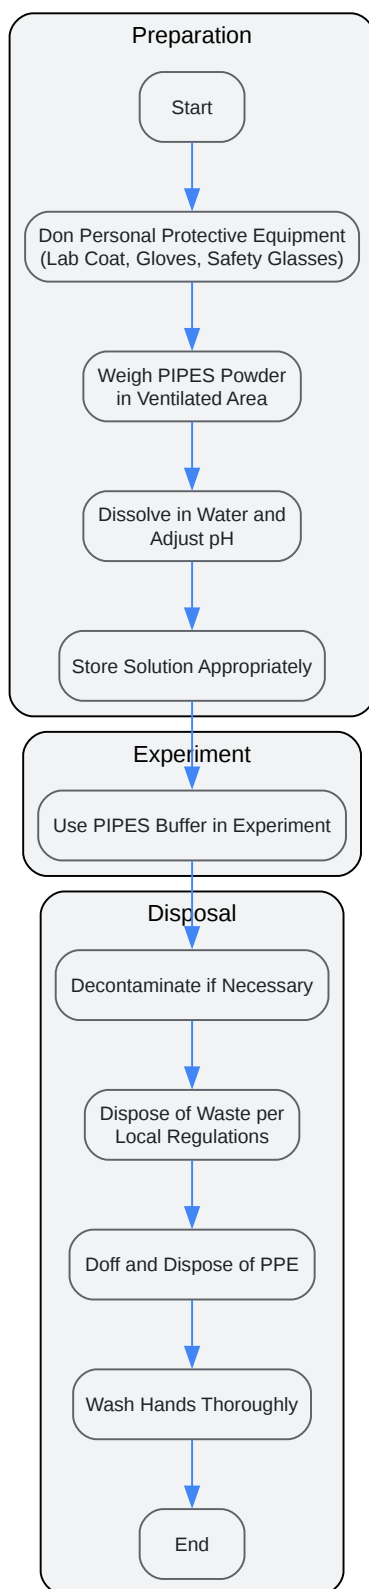 Preparation
Start
Don Personal Protective Equipment
(Lab Coat, Gloves, Safety Glasses)
Weigh PIPES Powder
in Ventilated Area
Dissolve in Water and
Adjust pH
Store Solution Appropriately
Experiment
Use PIPES Buffer in Experiment
Disposal
Decontaminate if Necessary
Dispose of Waste per
Local Regulations
Doff and Dispose of PPE
Wash Hands Thoroughly
End